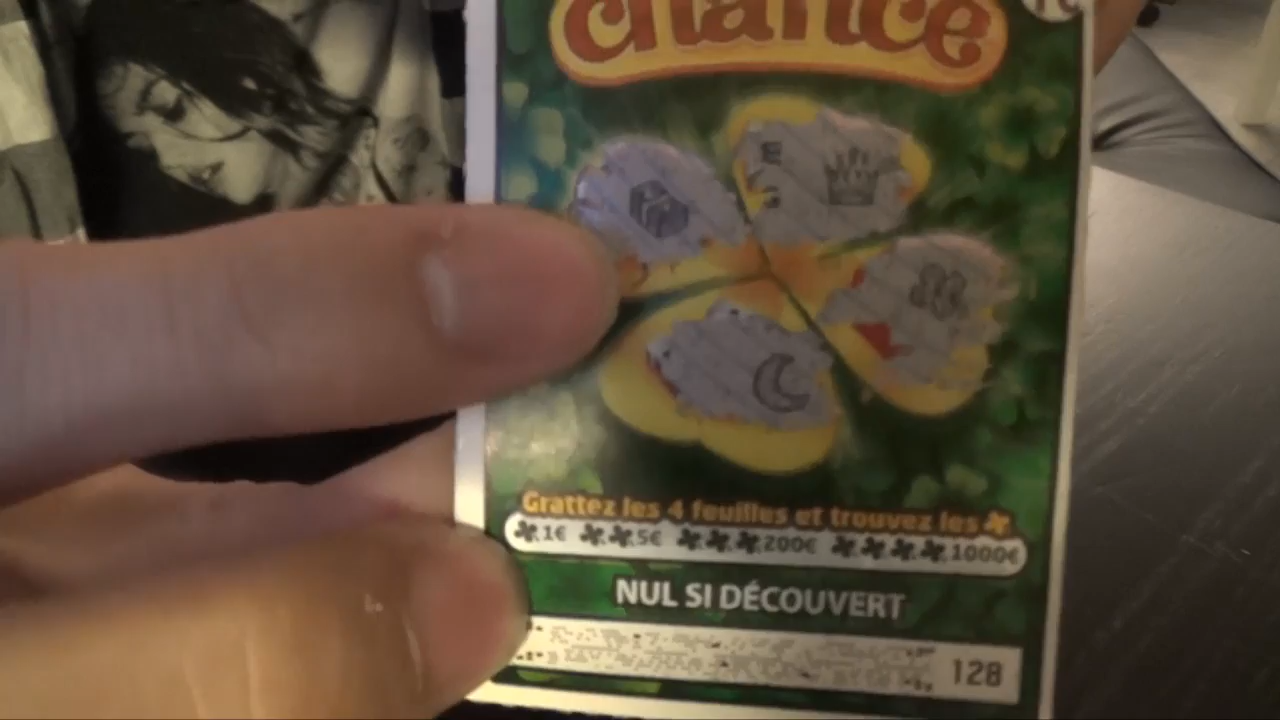 chance
Grattez les 4 feuilles et trouvez les
1€ 5€ 200€ 1000€
NUL SI DÉCOUVERT
128